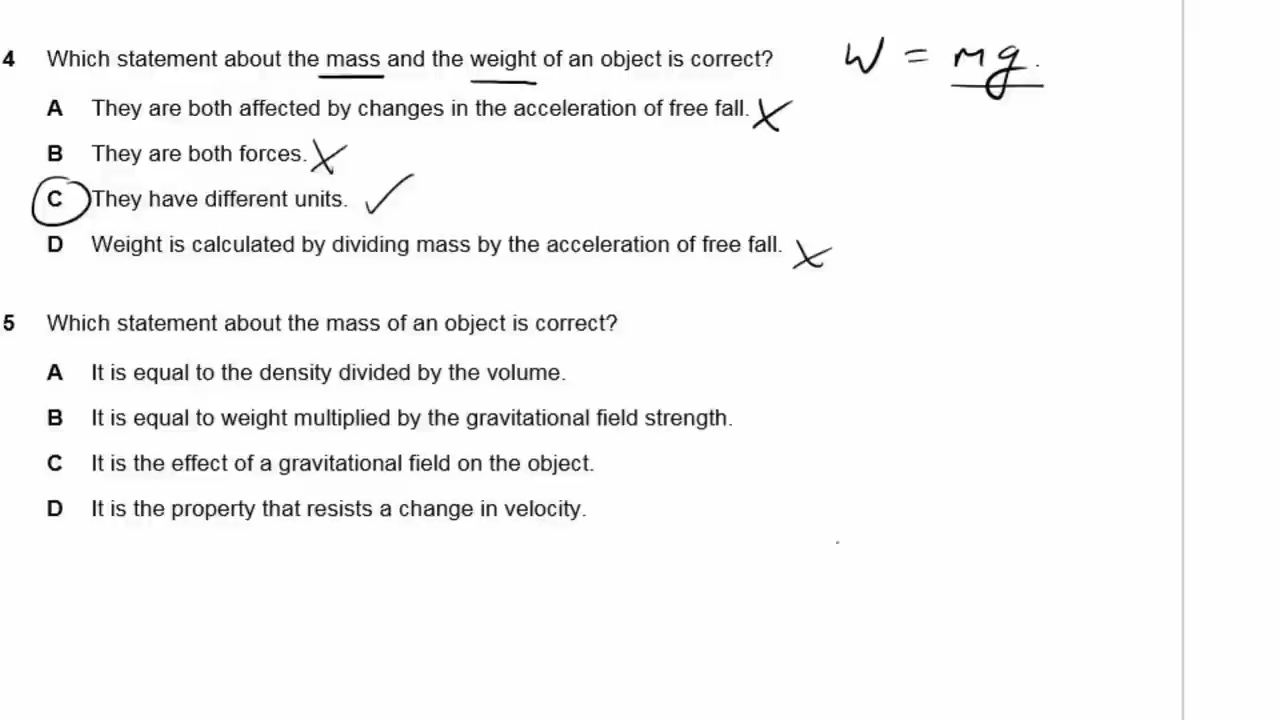 4 Which statement about the mass and the weight of an object is correct? W = mg.
A They are both affected by changes in the acceleration of free fall. X
B They are both forces. X
C They have different units. ✓
D Weight is calculated by dividing mass by the acceleration of free fall. X
5 Which statement about the mass of an object is correct?
A It is equal to the density divided by the volume.
B It is equal to weight multiplied by the gravitational field strength.
C It is the effect of a gravitational field on the object.
D It is the property that resists a change in velocity.